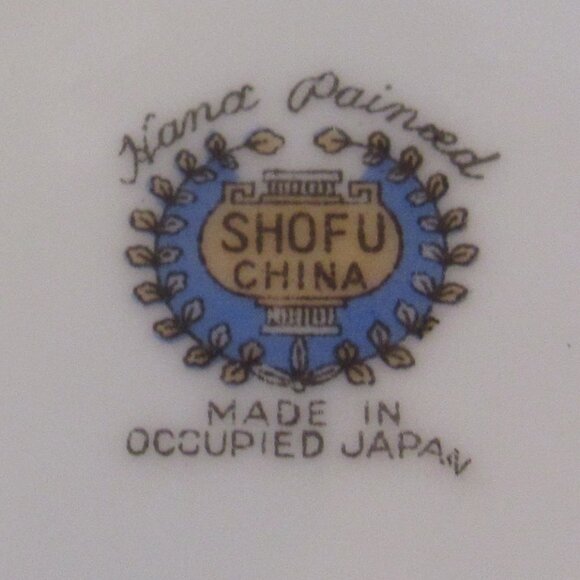 Hand Painted
SHOFU
CHINA
MADE IN
OCCUPIED JAPAN